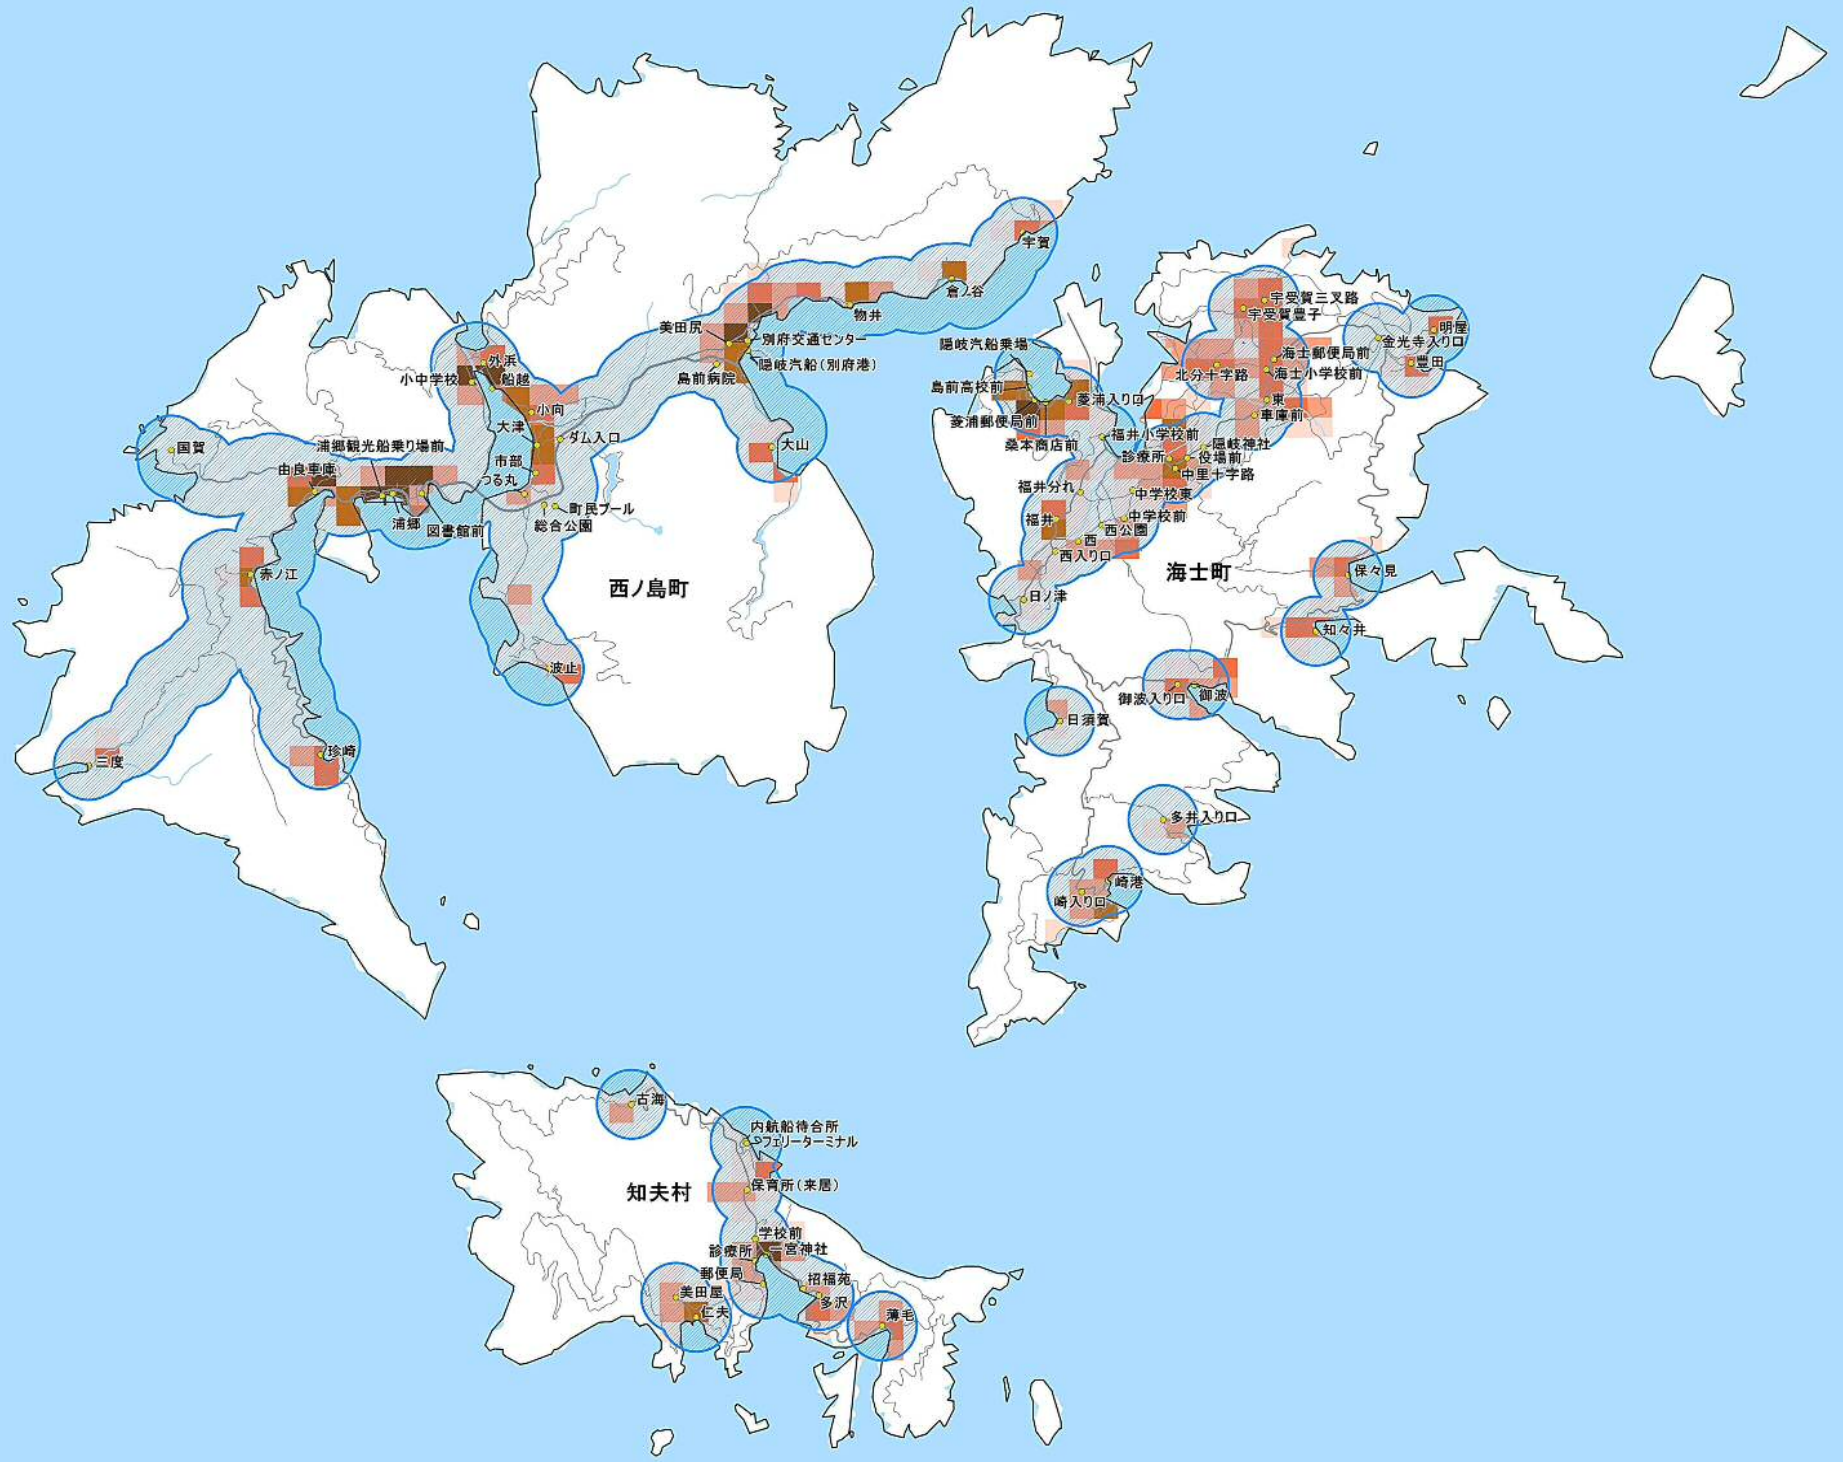 宇賀
倉ノ谷
物井
美田尻
別府交通センター
隠岐汽船(別府港)
島前病院
外浜
小中学校
船越
小向
大津
ダム入口
市部
つる丸
町民プール
総合公園
大山
国賀
浦郷観光船乗り場前
由良車庫
浦郷
図書館前
赤ノ江
西ノ島町
波止
三度
珍崎
宇受賀三叉路
宇受賀豊子
明屋
金光寺入り口
豊田
海士郵便局前
海士小学校前
北分十字路
東
車庫前
隠岐汽船乗場
島前高校前
菱浦入り口
菱浦郵便局前
桑本商店前
福井小学校前
隠岐神社
診療所
役場前
中里十字路
福井分れ
中学校東
福井
中学校前
西公園
西
西入り口
海士町
日ノ津
保々見
知々井
御波入り口
御波
日須賀
多井入り口
崎港
崎入り口
古海
内航船待合所
フェリーターミナル
知夫村
保育所(来居)
学校前
診療所
一宮神社
郵便局
招福苑
美田屋
多沢
仁夫
薄毛